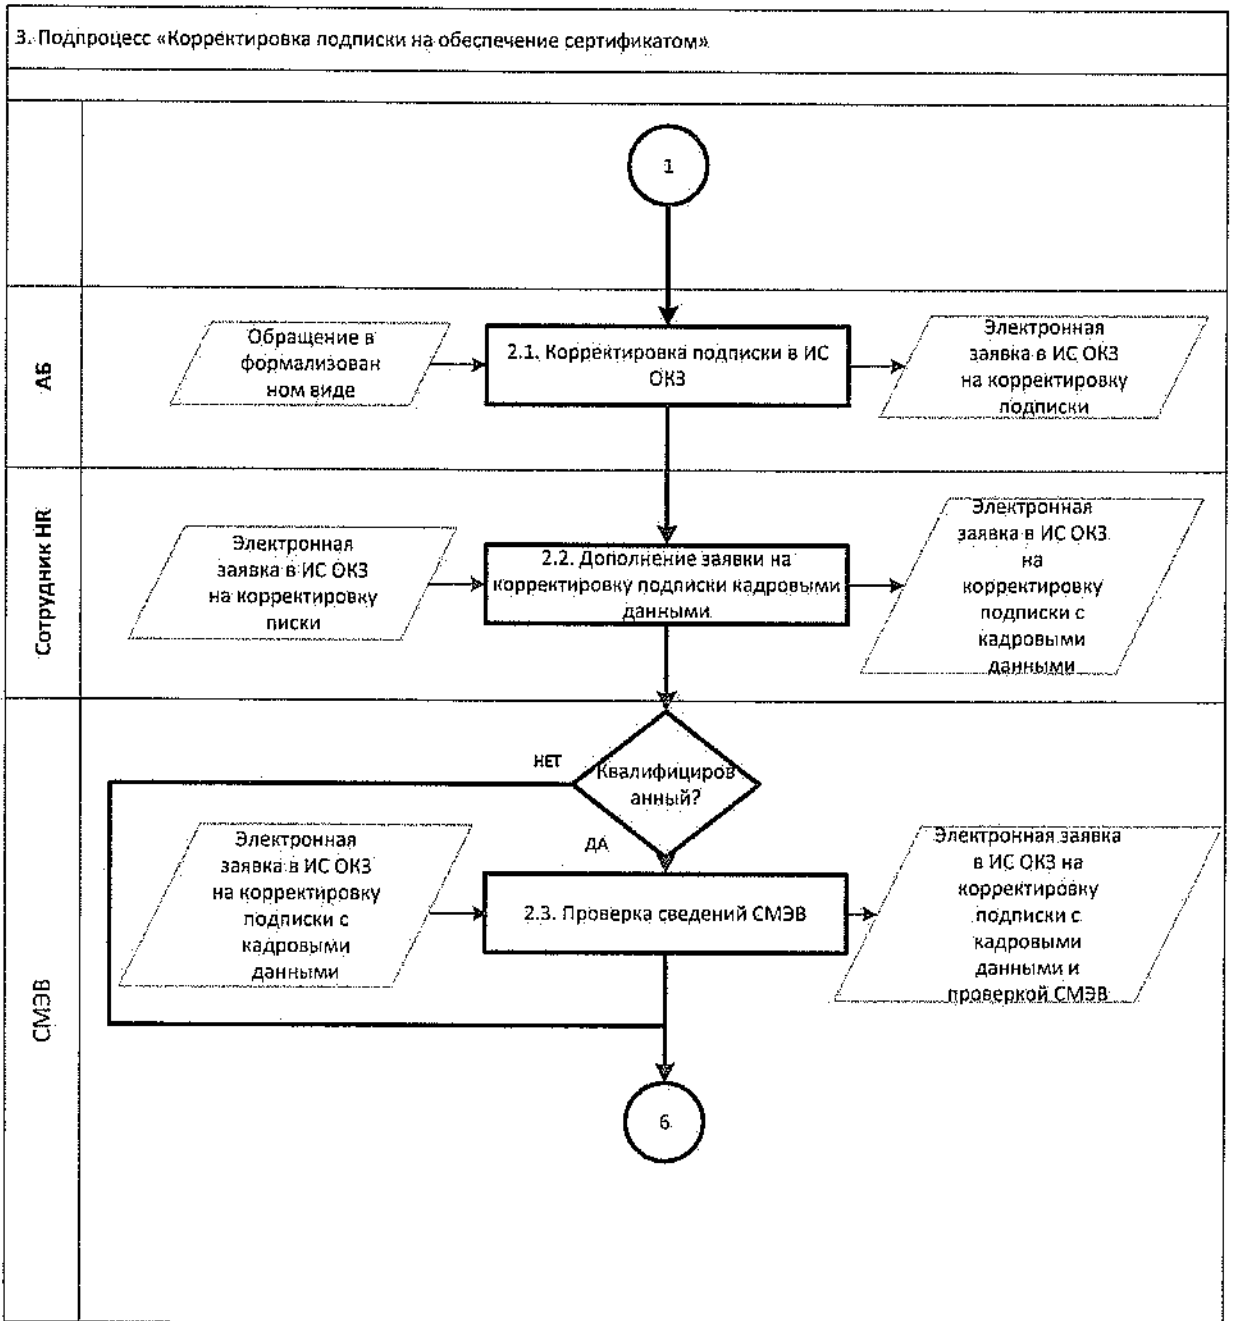 3. Подпроцесс «Корректировка подписки на обеспечение сертификатом»
1
АБ
Обращение в
формализован
ном виде
2.1. Корректировка подписки в ИС
ОКЗ
Электронная
заявка в ИС ОКЗ
на корректировку
подписки
Сотрудник HR
Электронная
заявка в ИС ОКЗ
на корректировку
писки
2.2. Дополнение заявки на
корректировку подписки кадровыми
данными.
Электронная
заявка в ИС ОКЗ
на
корректировку
подписки с
кадровыми
данными
СМЭВ
НЕТ
Квалифициров
анный?
ДА
Электронная
заявка в ИС ОКЗ
на корректировку
подписки с
кадровыми
данными
2.3. Проверка сведений СМЭВ
Электронная заявка
в ИС ОКЗ на
корректировку
подписки с
кадровыми
данными и
проверкой СМЭВ
6